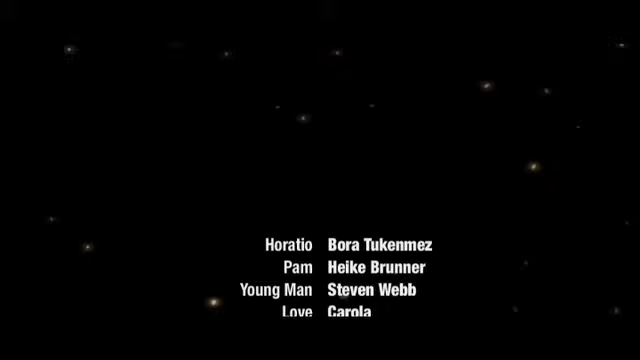 Horatio Bora Tukenmez
Pam Heike Brunner
Young Man Steven Webb
Love Carola